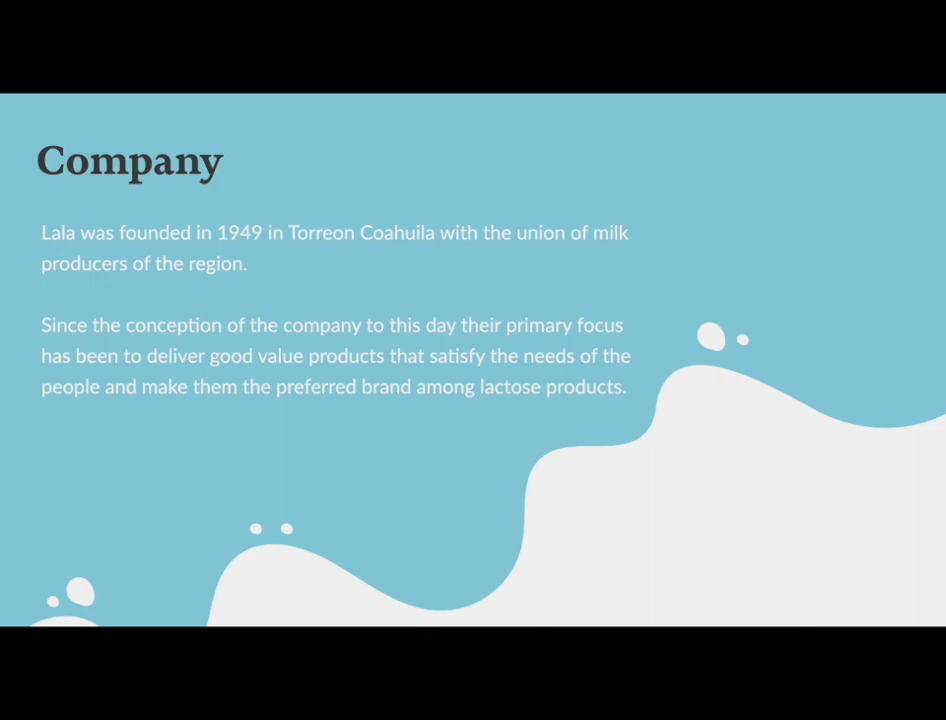 Company
Lala was founded in 1949 in Torreon Coahuila with the union of milk
producers of the region.
Since the conception of the company to this day their primary focus
has been to deliver good value products that satisfy the needs of the
people and make them the preferred brand among lactose products.